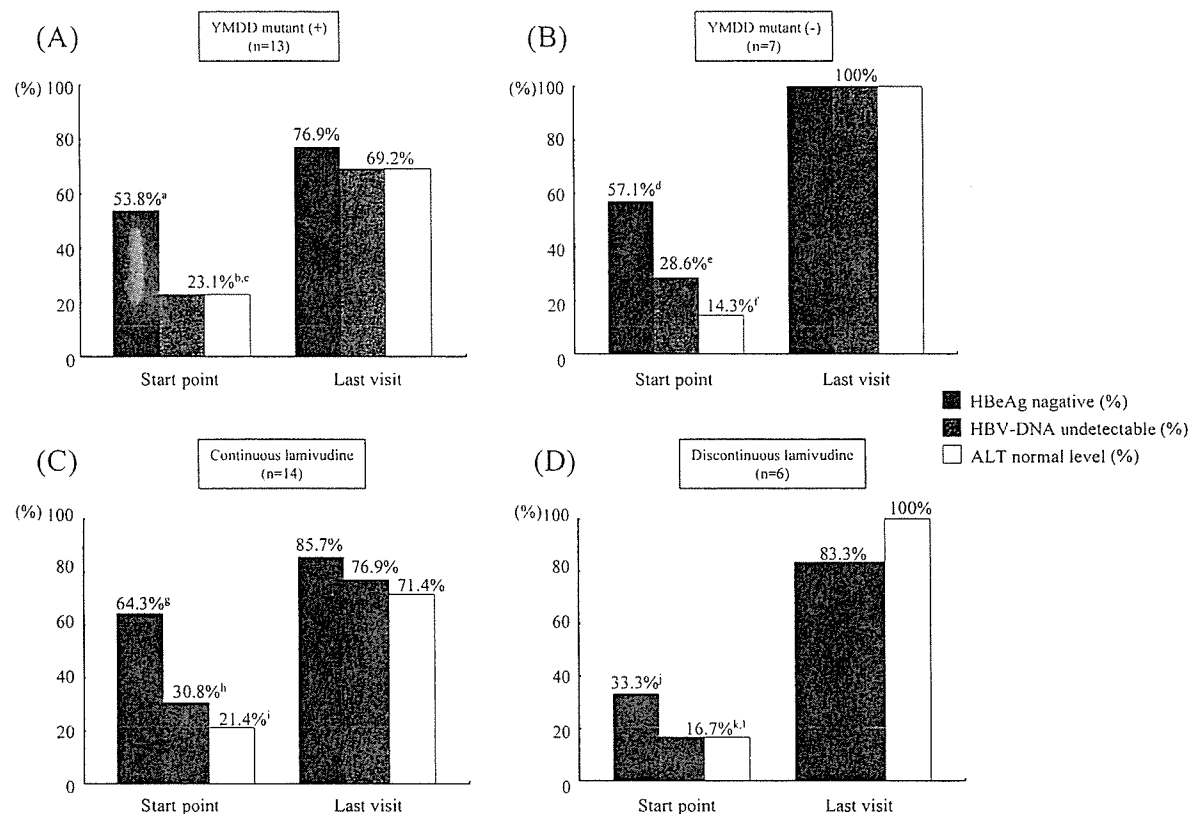 (A)
YMDD mutant (+)
(n=13)
(%) 100
80
60
40
20
0
53.8%a
23.1%b,c
76.9%
69.2%
Start point
Last visit
(B)
YMDD mutant (-)
(n=7)
(%) 100
80
60
40
20
0
57.1%d
28.6%e
14.3%f
100%
Start point
Last visit
HBeAg nagative (%)
HBV-DNA undetectable (%)
ALT normal level (%)
(C)
Continuous lamivudine
(n=14)
(%) 100
80
60
40
20
0
64.3%g
30.8%h
21.4%i
85.7%
76.9%
71.4%
Start point
Last visit
(D)
Discontinuous lamivudine
(n=6)
(%) 100
80
60
40
20
0
33.3%j
16.7%k,l
83.3%
100%
Start point
Last visit